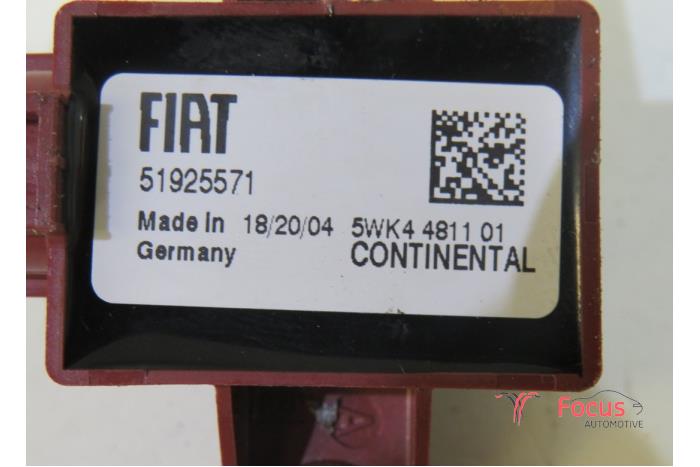 FIAT
51925571
Made in 18/20/04 5WK4 4811 01
Germany CONTINENTAL
Focus
AUTOMOTIVE